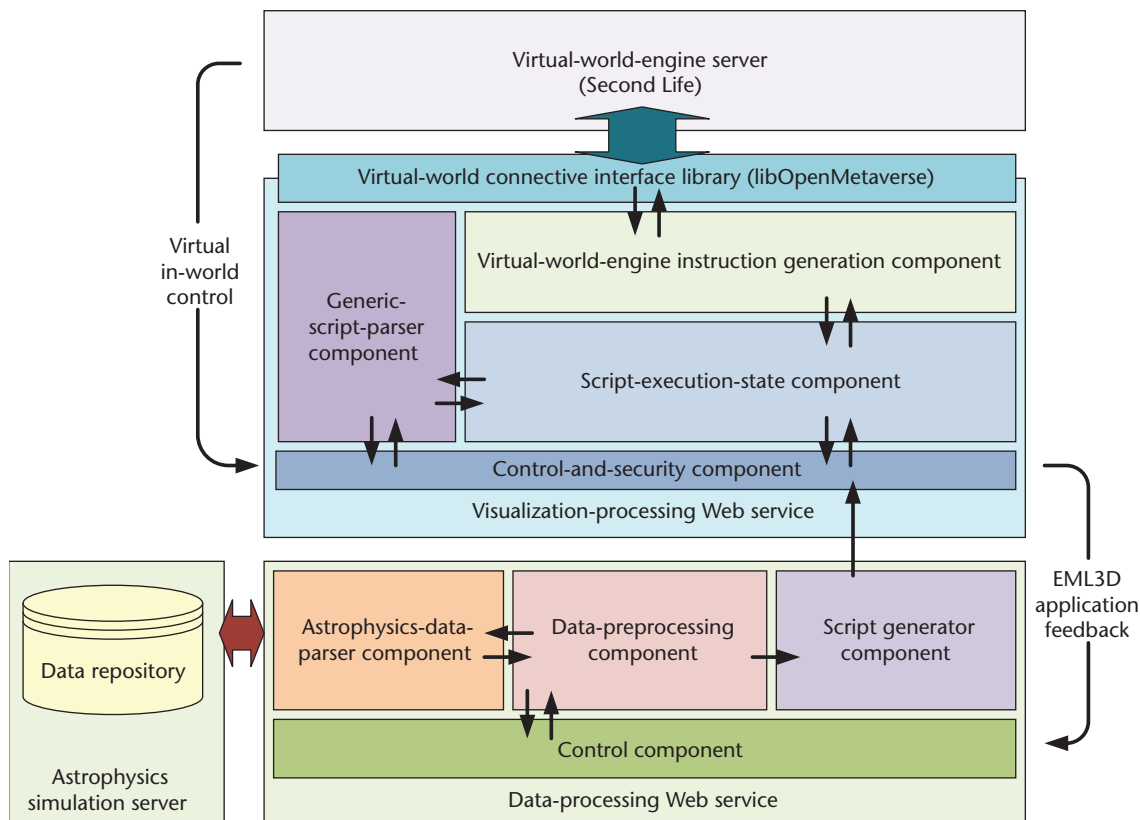 Virtual-world-engine server
(Second Life)
Virtual-world connective interface library (libOpenMetaverse)
Virtual
in-world
control
Virtual-world-engine instruction generation component
Generic-
script-parser
component
Script-execution-state component
Control-and-security component
Visualization-processing Web service
EML3D
application
feedback
Data repository
Astrophysics
simulation server
Astrophysics-data-
parser component
Data-preprocessing
component
Script generator
component
Control component
Data-processing Web service